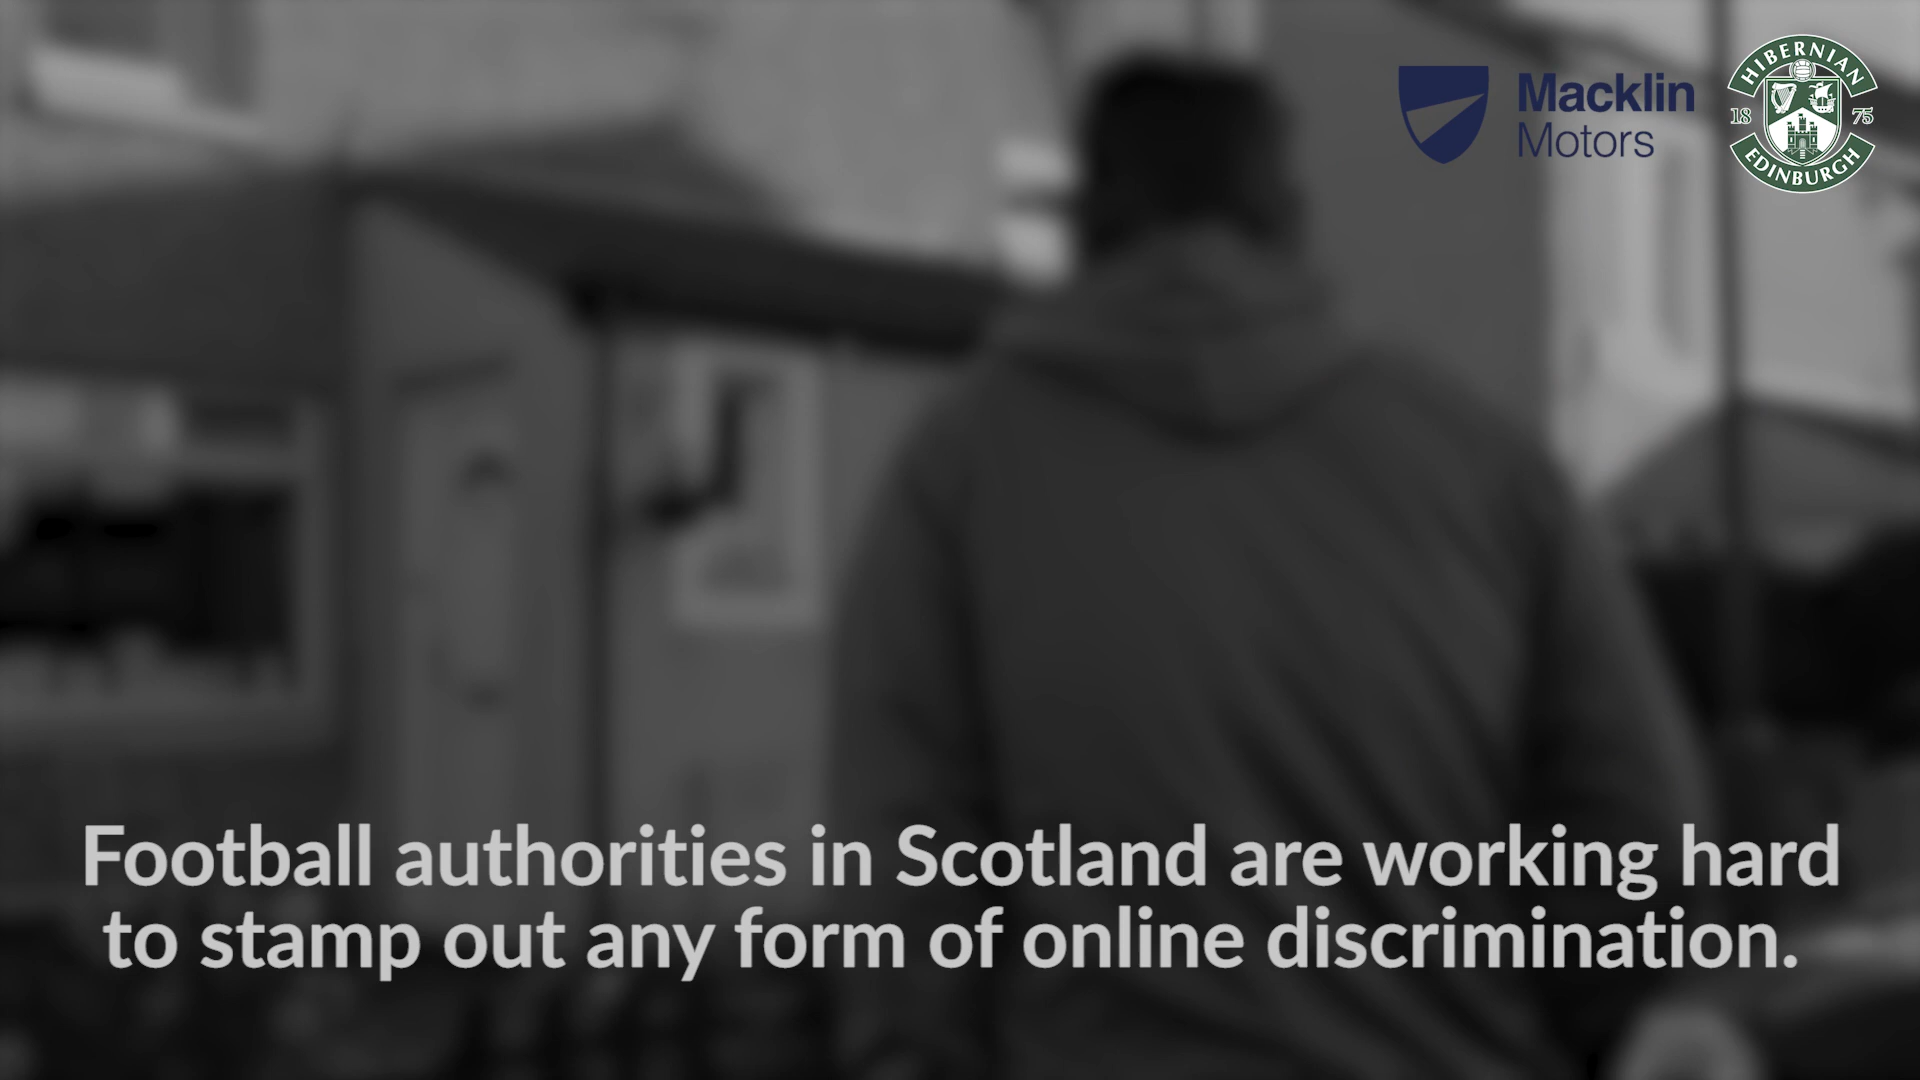 Macklin
Motors
HIBERNIAN
18 75
EDINBURGH
Football authorities in Scotland are working hard
to stamp out any form of online discrimination.